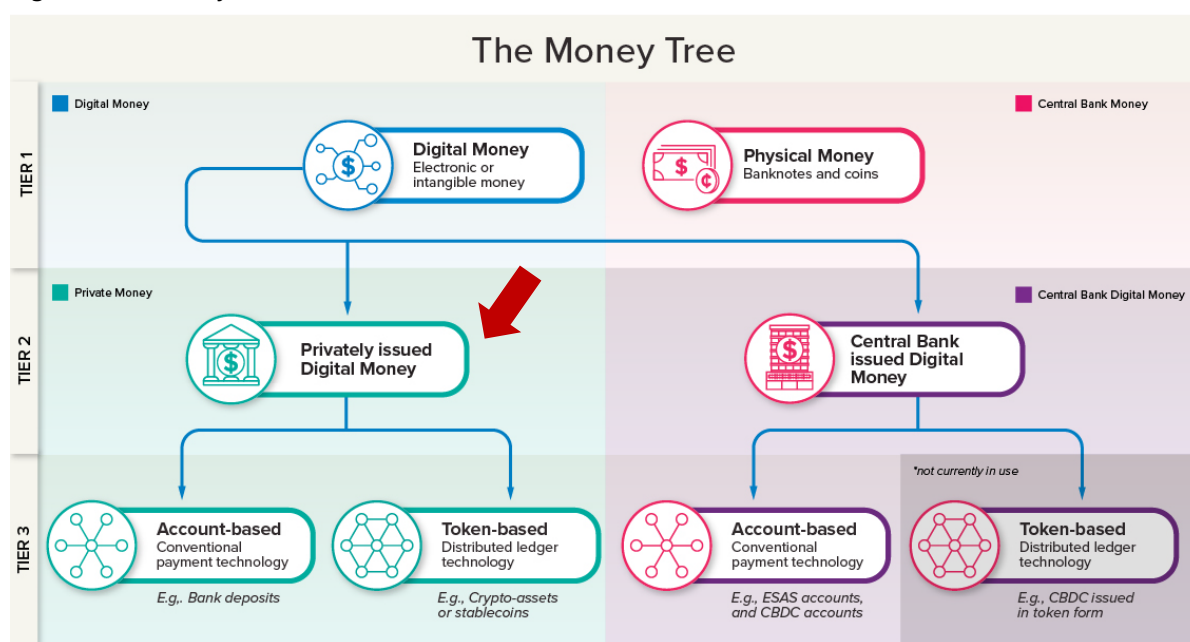 The Money Tree
TIER 1
Digital Money
Central Bank Money
Digital Money
Electronic or
intangible money
Physical Money
Banknotes and coins
TIER 2
Private Money
Central Bank Digital Money
Privately issued
Digital Money
Central Bank
issued Digital
Money
TIER 3
*not currently in use
Account-based
Conventional
payment technology
E.g,. Bank deposits
Token-based
Distributed ledger
technology
E.g., Crypto-assets
or stablecoins
Account-based
Conventional
payment technology
E.g., ESAS accounts,
and CBDC accounts
Token-based
Distributed ledger
technology
E.g., CBDC issued
in token form